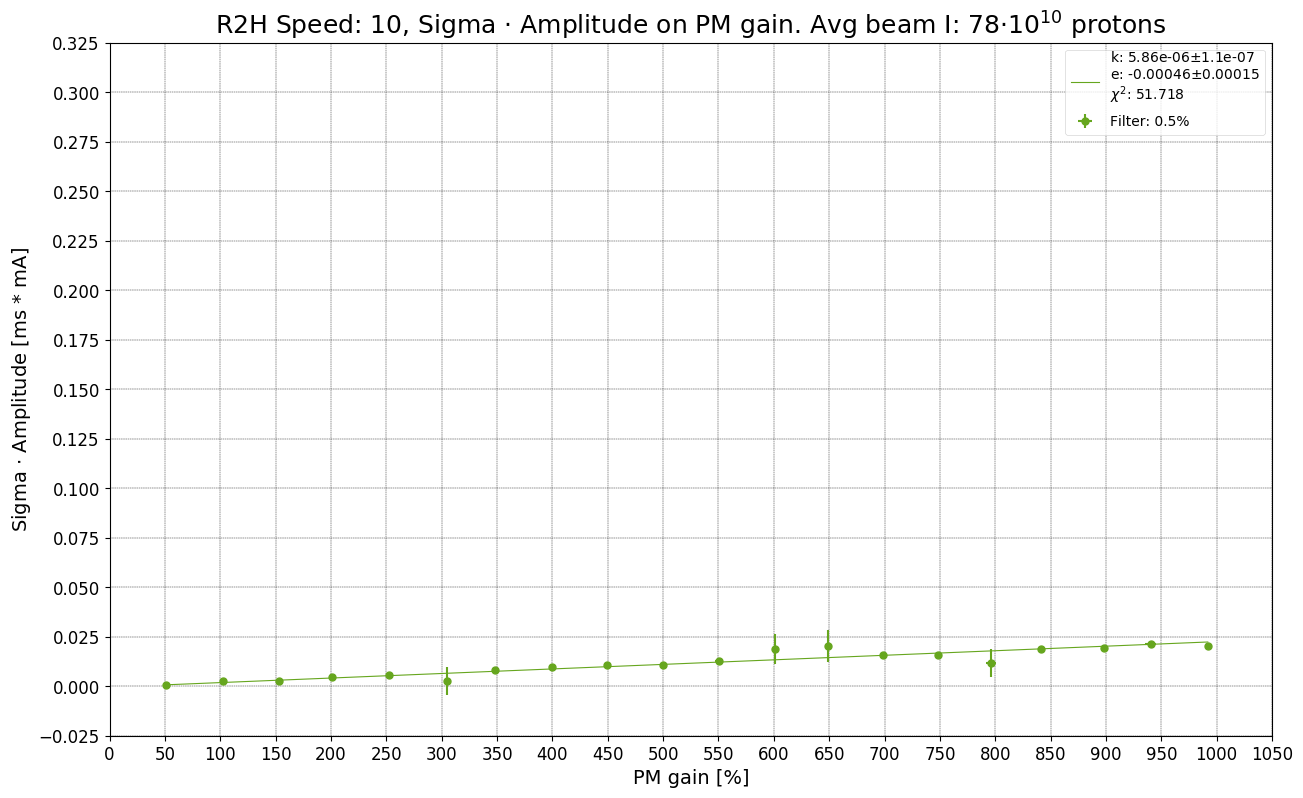 R2H Speed: 10, Sigma · Amplitude on PM gain. Avg beam I: 78·10^10 protons
k: 5.86e-06±1.1e-07
e: -0.00046±0.00015
χ²: 51.718
Filter: 0.5%
Sigma · Amplitude [ms * mA]
0.325
0.300
0.275
0.250
0.225
0.200
0.175
0.150
0.125
0.100
0.075
0.050
0.025
0.000
−0.025
0 50 100 150 200 250 300 350 400 450 500 550 600 650 700 750 800 850 900 950 1000 1050
PM gain [%]